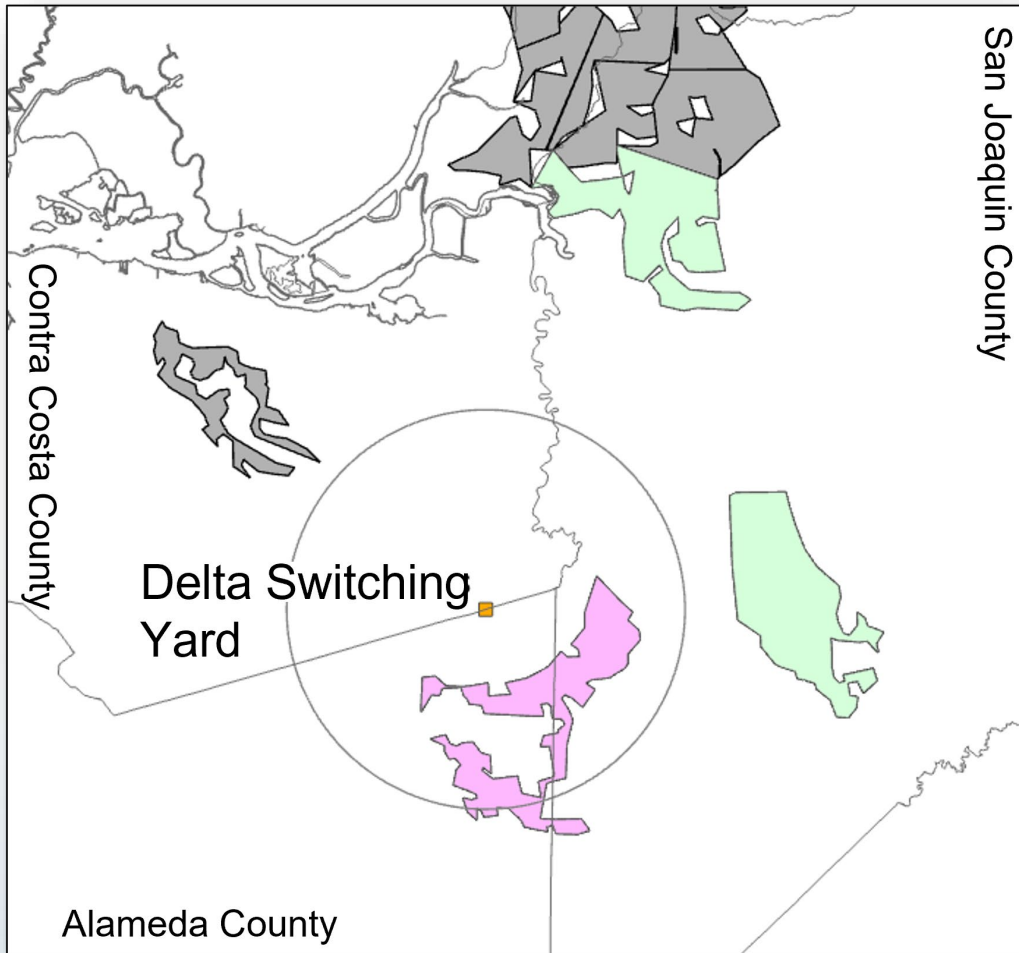 San Joaquin County
Contra Costa County
Delta Switching
Yard
Alameda County